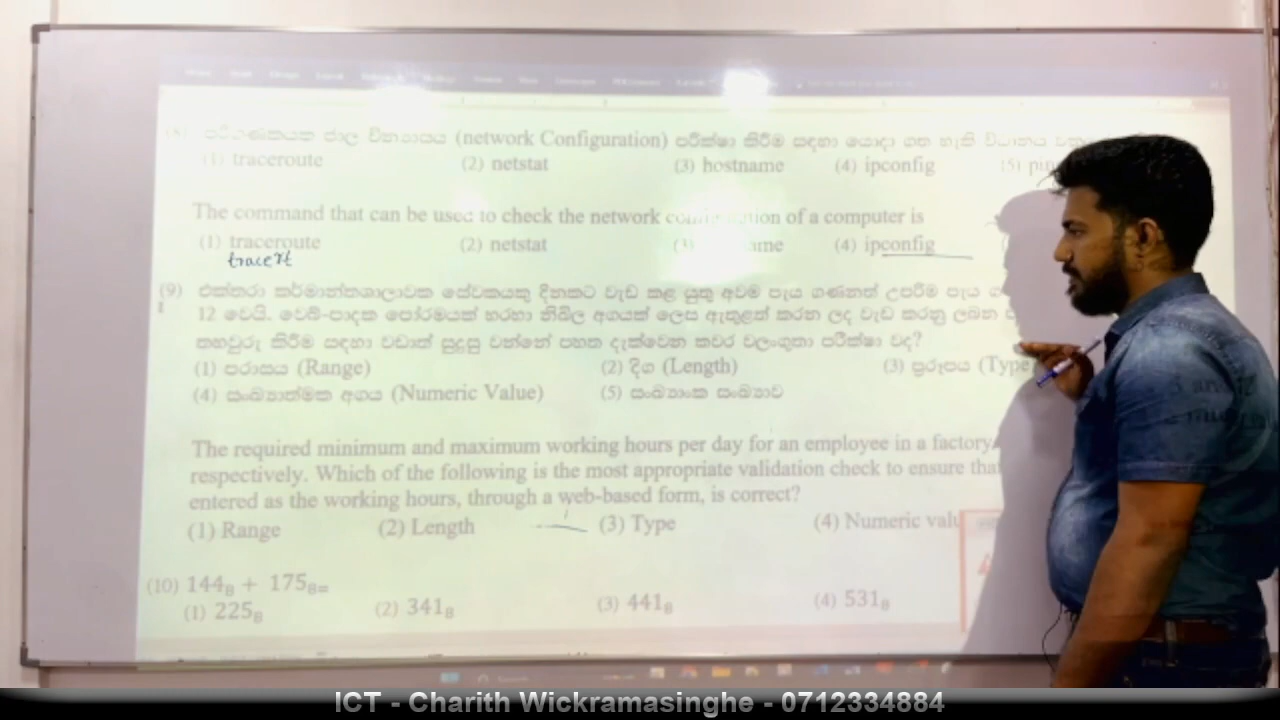 පරිගණකයක ජාල වින්‍යාසය (network Configuration) පරීක්ෂා කිරීම සඳහා යොදා ගත හැකි විධානය
(1) traceroute (2) netstat (3) hostname (4) ipconfig (5)
The command that can be used to check the network of a computer is
(1) traceroute (2) netstat (3) (4) ipconfig
tracert
(9) එක්තරා කර්මාන්තශාලාවක සේවකයකු දිනකට වැඩ කළ යුතු අවම පැය ගණනත් උපරිම පැය
12 වෙයි. වෙබ්-පාදක පෝරමයක් හරහා නිඛිල අගයක් ලෙස ඇතුළත් කරන ලද වැඩ කරනු ලබන
තහවුරු කිරීම සඳහා වඩාත් සුදුසු වන්නේ පහත දැක්වෙන කවර වලංගුතා පරීක්ෂා වද?
(1) පරාසය (Range) (2) දිග (Length) (3) ප්‍රරූපය (Type
(4) සංඛ්‍යාත්මක අගය (Numeric Value) (5) සංඛ්‍යාංක සංඛ්‍යාව
The required minimum and maximum working hours per day for an employee in a factory
respectively. Which of the following is the most appropriate validation check to ensure that
entered as the working hours, through a web-based form, is correct?
(1) Range (2) Length (3) Type (4) Numeric
(10) 144₈ + 175₈=
(1) 225₈ (2) 341₈ (3) 441₈ (4) 531₈
ICT - Charith Wickramasinghe - 0712334884